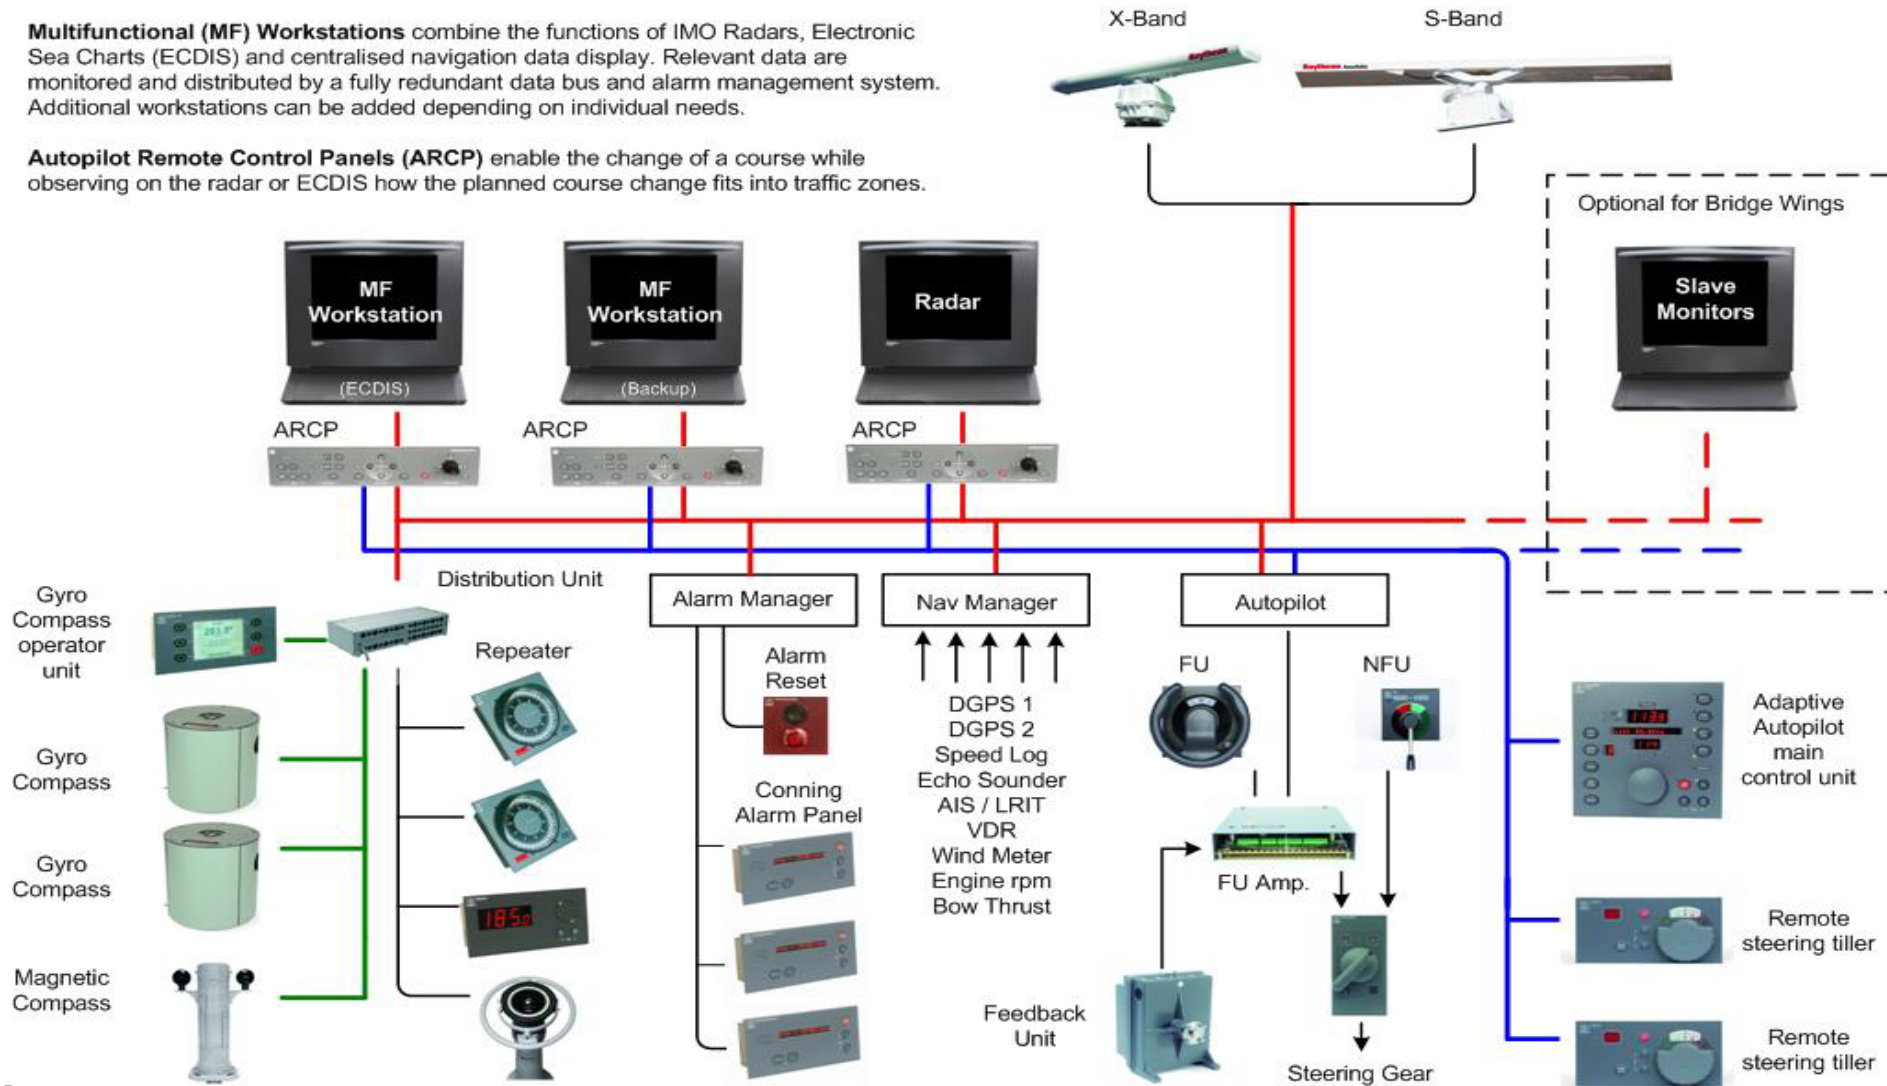 Multifunctional (MF) Workstations combine the functions of IMO Radars, Electronic
Sea Charts (ECDIS) and centralised navigation data display. Relevant data are
monitored and distributed by a fully redundant data bus and alarm management system.
Additional workstations can be added depending on individual needs.
Autopilot Remote Control Panels (ARCP) enable the change of a course while
observing on the radar or ECDIS how the planned course change fits into traffic zones.
X-Band
S-Band
Raytheon
Raytheon
Optional for Bridge Wings
MF
Workstation
(ECDIS)
MF
Workstation
(Backup)
Radar
Slave
Monitors
ARCP
ARCP
ARCP
Distribution Unit
Alarm Manager
Nav Manager
Autopilot
Gyro
Compass
operator
unit
Gyro
Compass
Gyro
Compass
Magnetic
Compass
Repeater
185.0
Alarm
Reset
Conning
Alarm Panel
DGPS 1
DGPS 2
Speed Log
Echo Sounder
AIS / LRIT
VDR
Wind Meter
Engine rpm
Bow Thrust
FU
NFU
FU Amp.
Feedback
Unit
Steering Gear
Adaptive
Autopilot
main
control unit
Remote
steering tiller
Remote
steering tiller